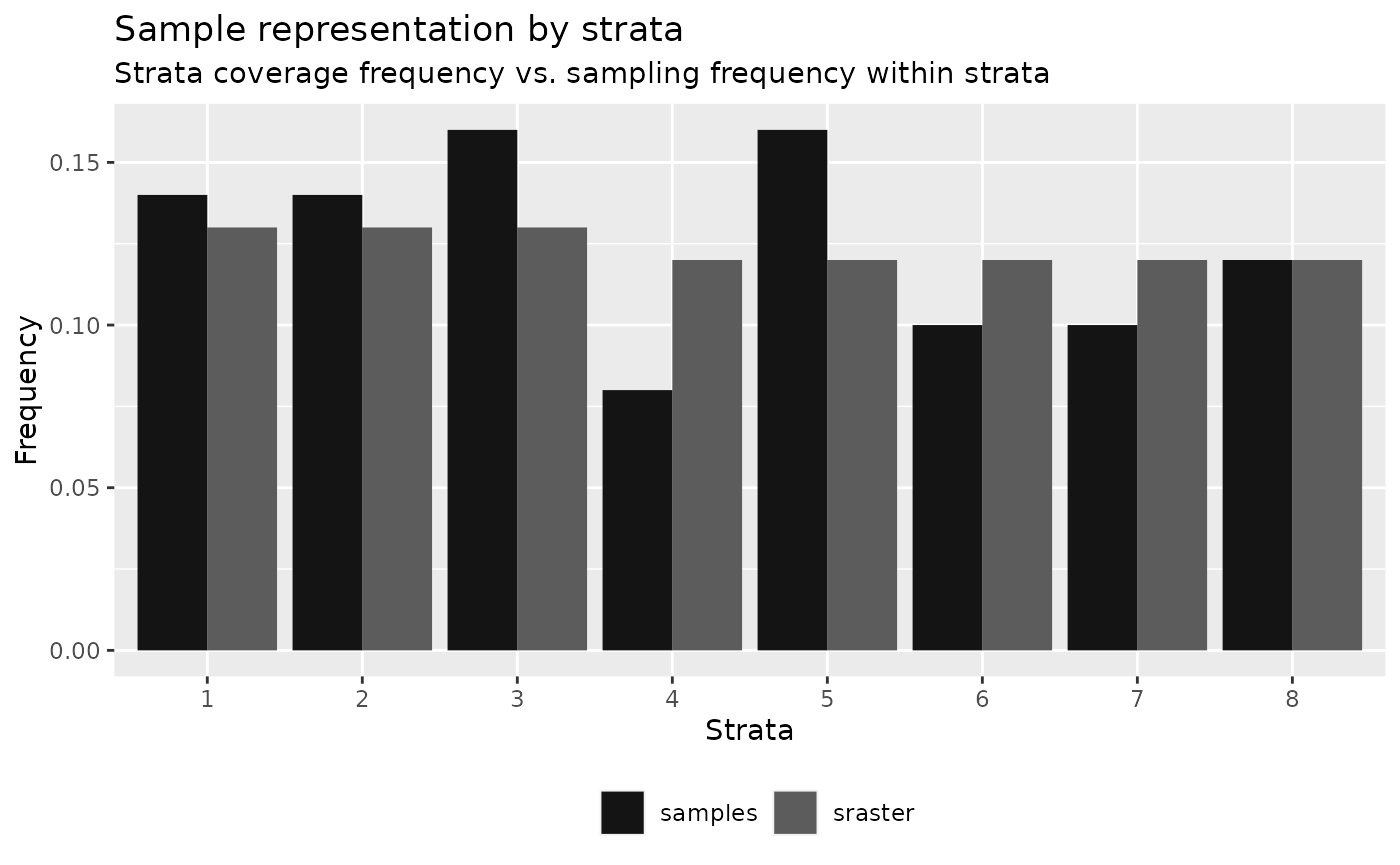 Sample representation by strata
Strata coverage frequency vs. sampling frequency within strata
Frequency
0.15
0.10
0.05
0.00
1 2 3 4 5 6 7 8
Strata
samples sraster